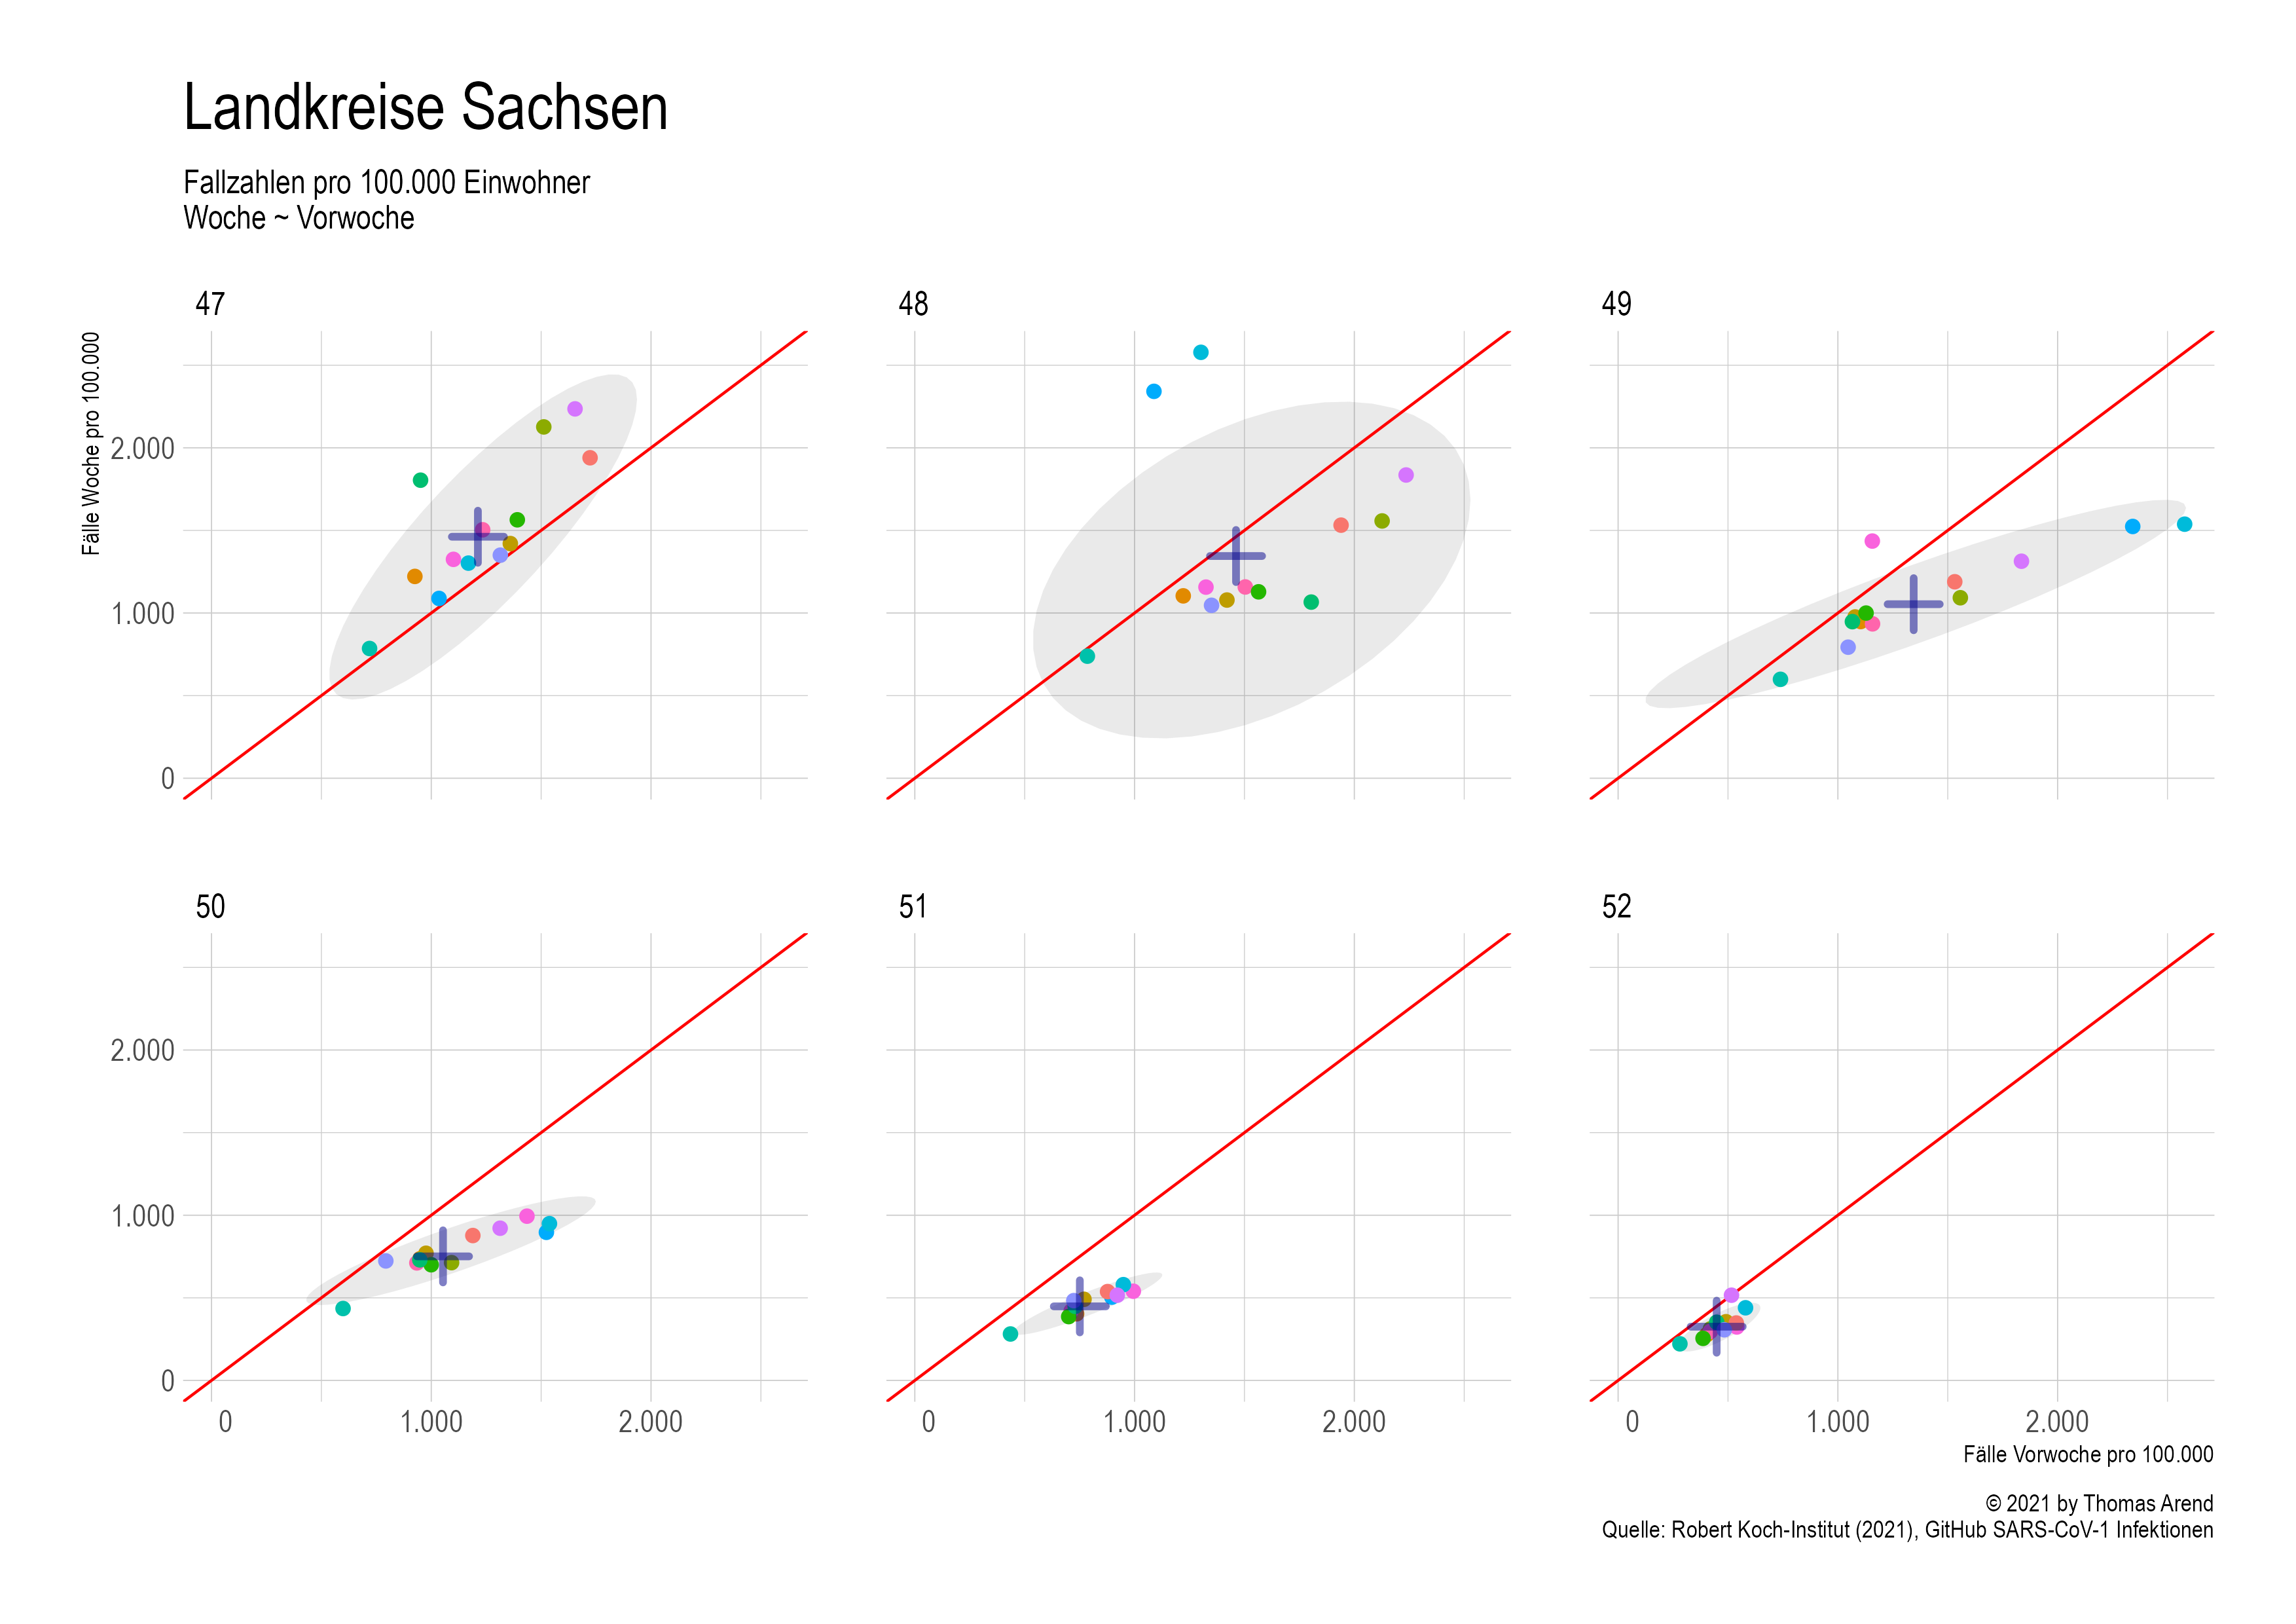 Landkreise Sachsen
Fallzahlen pro 100.000 Einwohner
Woche ~ Vorwoche
47
48
49
Fälle Woche pro 100.000
2.000
1.000
0
50
51
52
2.000
1.000
0
0 1.000 2.000
0 1.000 2.000
0 1.000 2.000
Fälle Vorwoche pro 100.000
© 2021 by Thomas Arend
Quelle: Robert Koch-Institut (2021), GitHub SARS-CoV-1 Infektionen